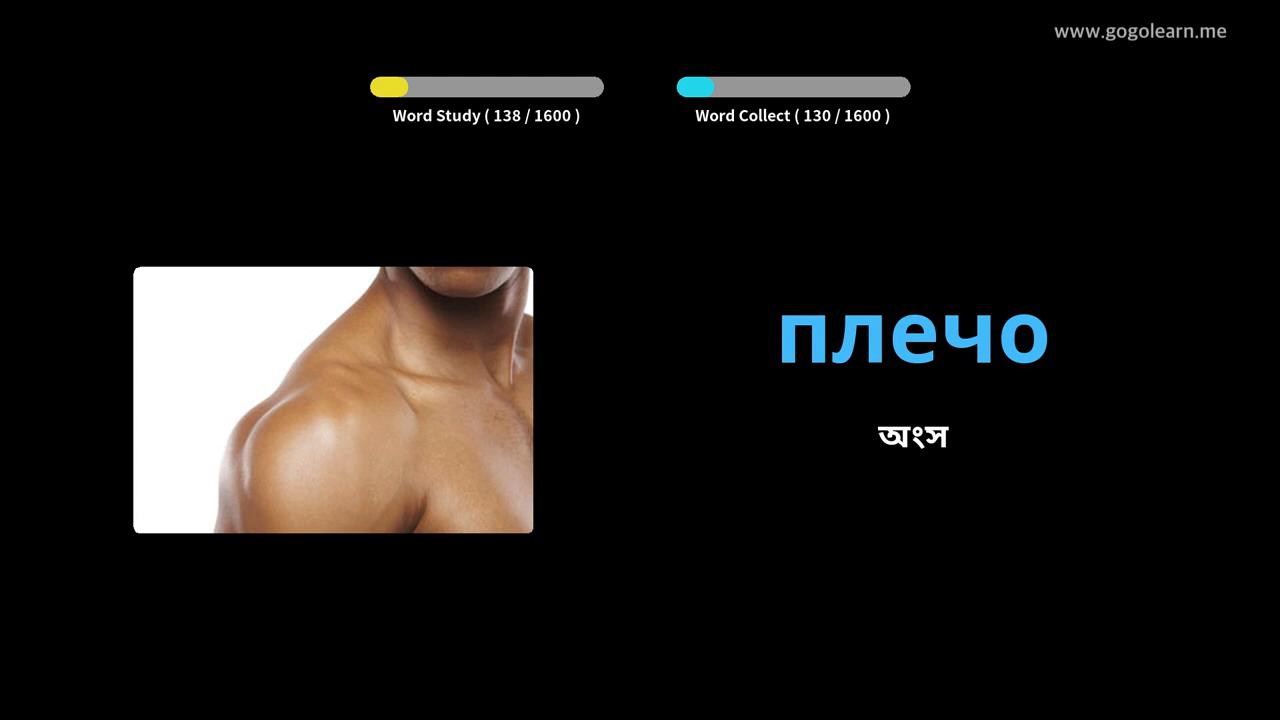 www.gogolearn.me
Word Study ( 138 / 1600 )
Word Collect ( 130 / 1600 )
плечо
অংস